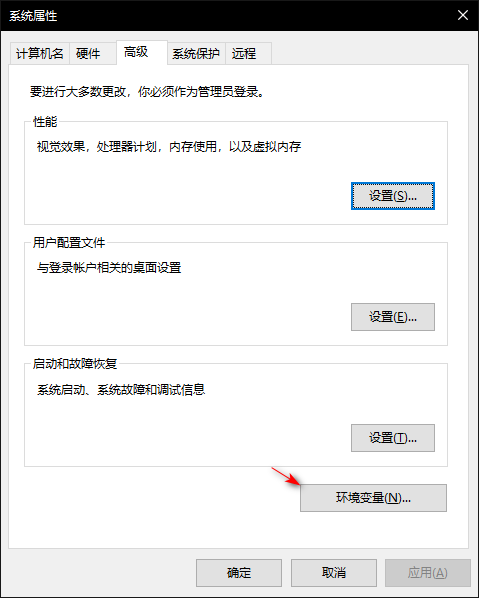 系统属性
计算机名 硬件 高级 系统保护 远程
要进行大多数更改，你必须作为管理员登录。
性能
视觉效果，处理器计划，内存使用，以及虚拟内存
设置(S)...
用户配置文件
与登录帐户相关的桌面设置
设置(E)...
启动和故障恢复
系统启动、系统故障和调试信息
设置(T)...
环境变量(N)...
确定 取消 应用(A)